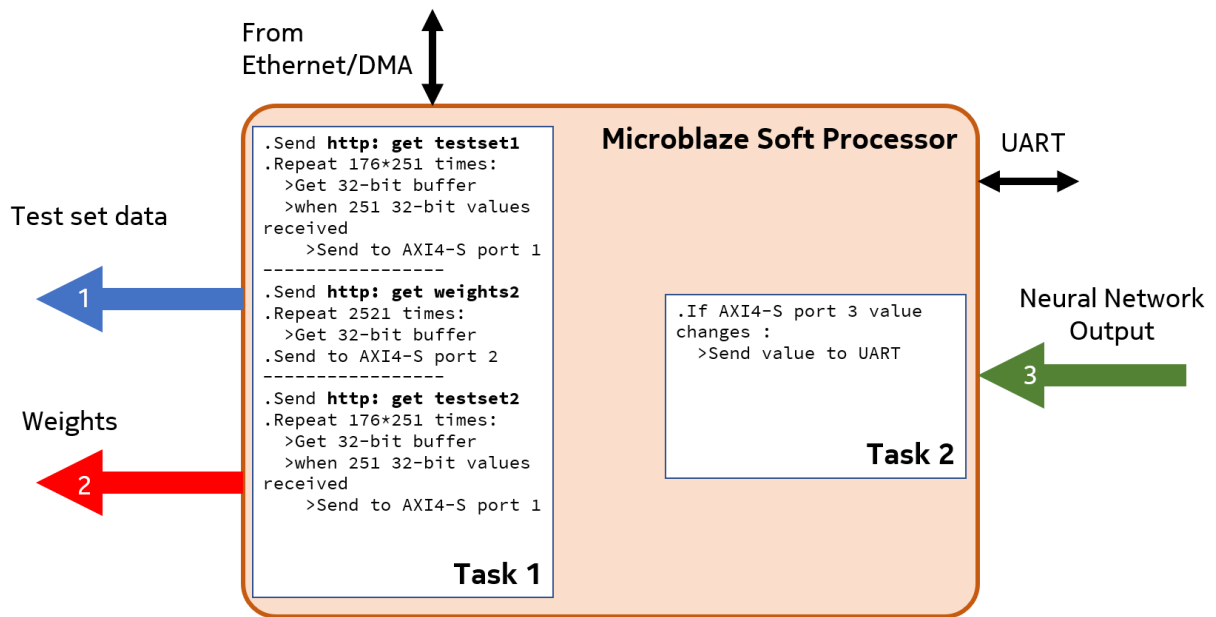 From
Ethernet/DMA
Microblaze Soft Processor
UART
.Send http: get testset1
.Repeat 176*251 times:
>Get 32-bit buffer
>when 251 32-bit values
received
>Send to AXI4-S port 1
-----------------
.Send http: get weights2
.Repeat 2521 times:
>Get 32-bit buffer
.Send to AXI4-S port 2
-----------------
.Send http: get testset2
.Repeat 176*251 times:
>Get 32-bit buffer
>when 251 32-bit values
received
>Send to AXI4-S port 1
Task 1
Test set data
1
Weights
2
.If AXI4-S port 3 value
changes :
>Send value to UART
Task 2
Neural Network
Output
3